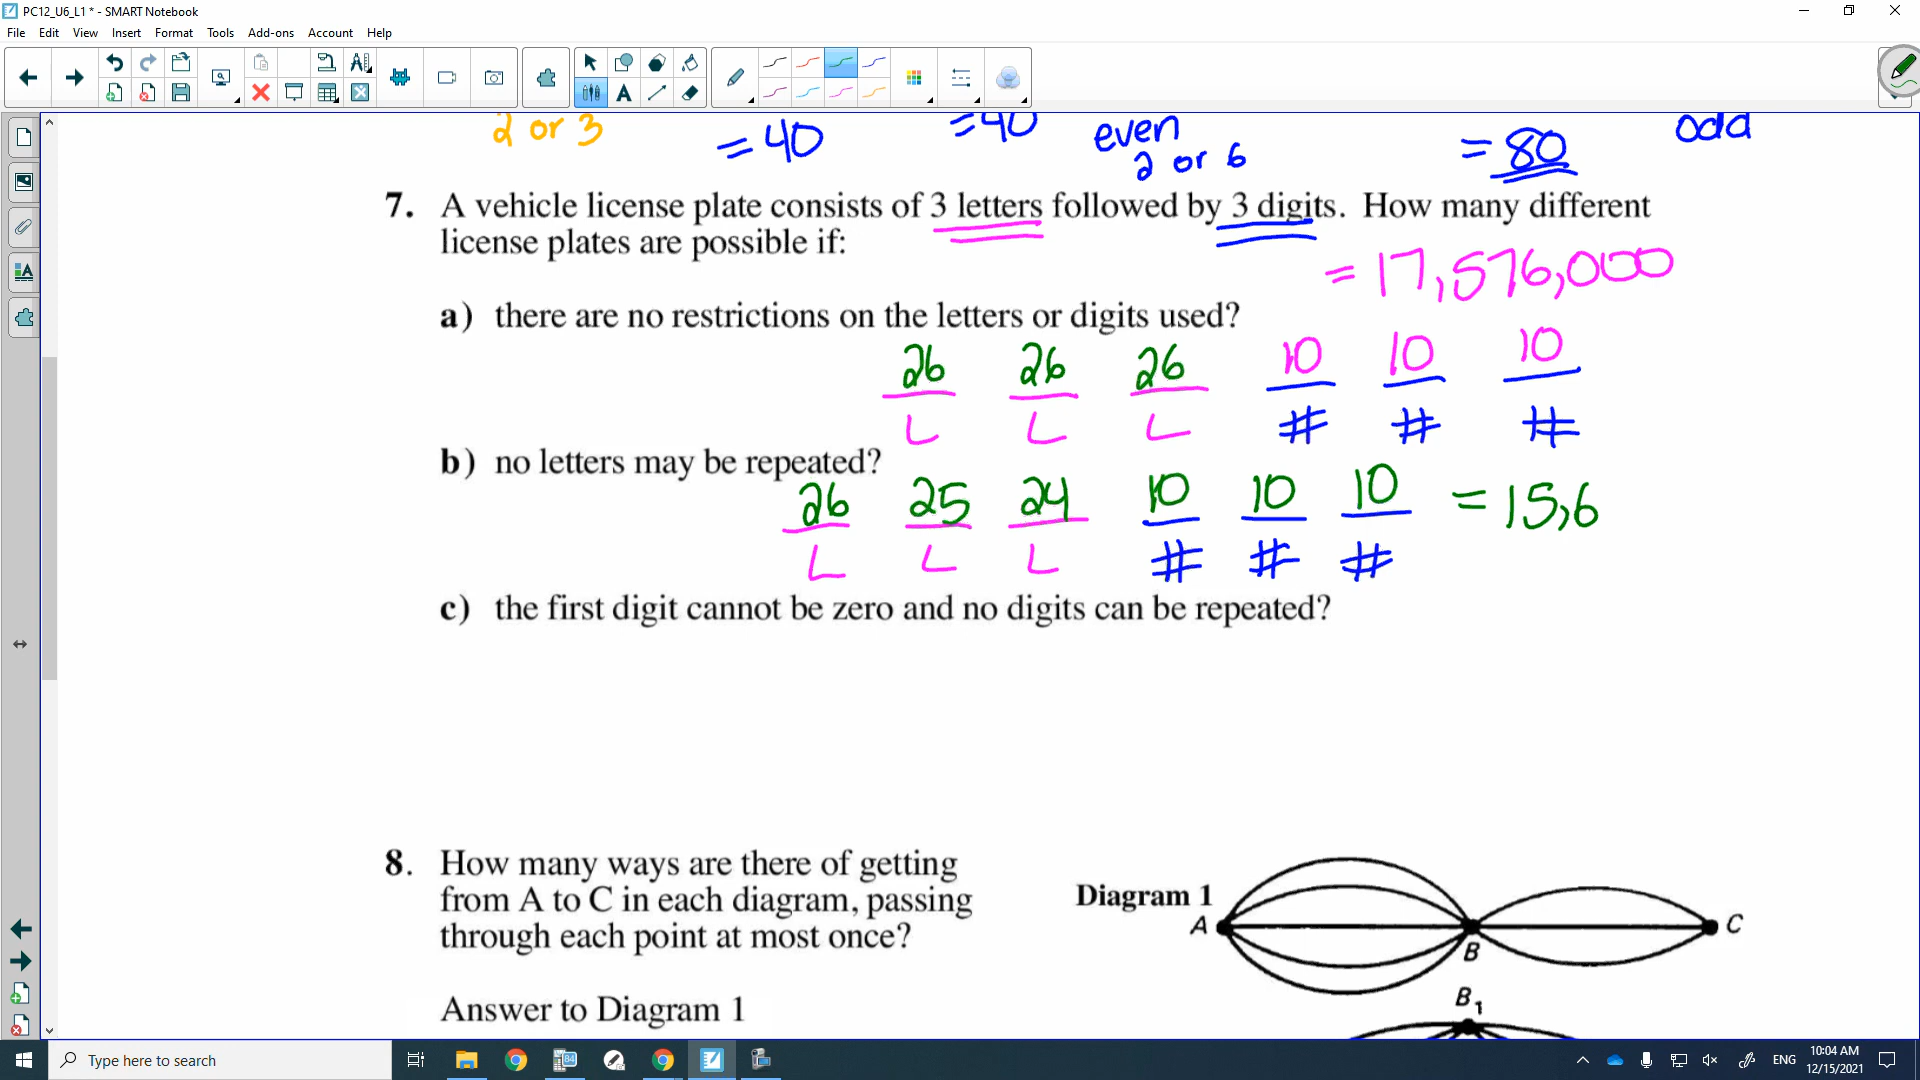 PC12_U6_L1 * - SMART Notebook
File Edit View Insert Format Tools Add-ons Account Help
2 or 3
= 40
= 40
even
2 or 6
= 80
odd
7. A vehicle license plate consists of 3 letters followed by 3 digits. How many different
license plates are possible if:
= 17,576,000
a) there are no restrictions on the letters or digits used?
26 26 26 10 10 10
L L L # # #
b) no letters may be repeated?
26 25 24 10 10 10 = 15,6
L L L # # #
c) the first digit cannot be zero and no digits can be repeated?
8. How many ways are there of getting
from A to C in each diagram, passing
through each point at most once?
Diagram 1
A
B
C
B1
Answer to Diagram 1
Type here to search
84
ENG
10:04 AM
12/15/2021